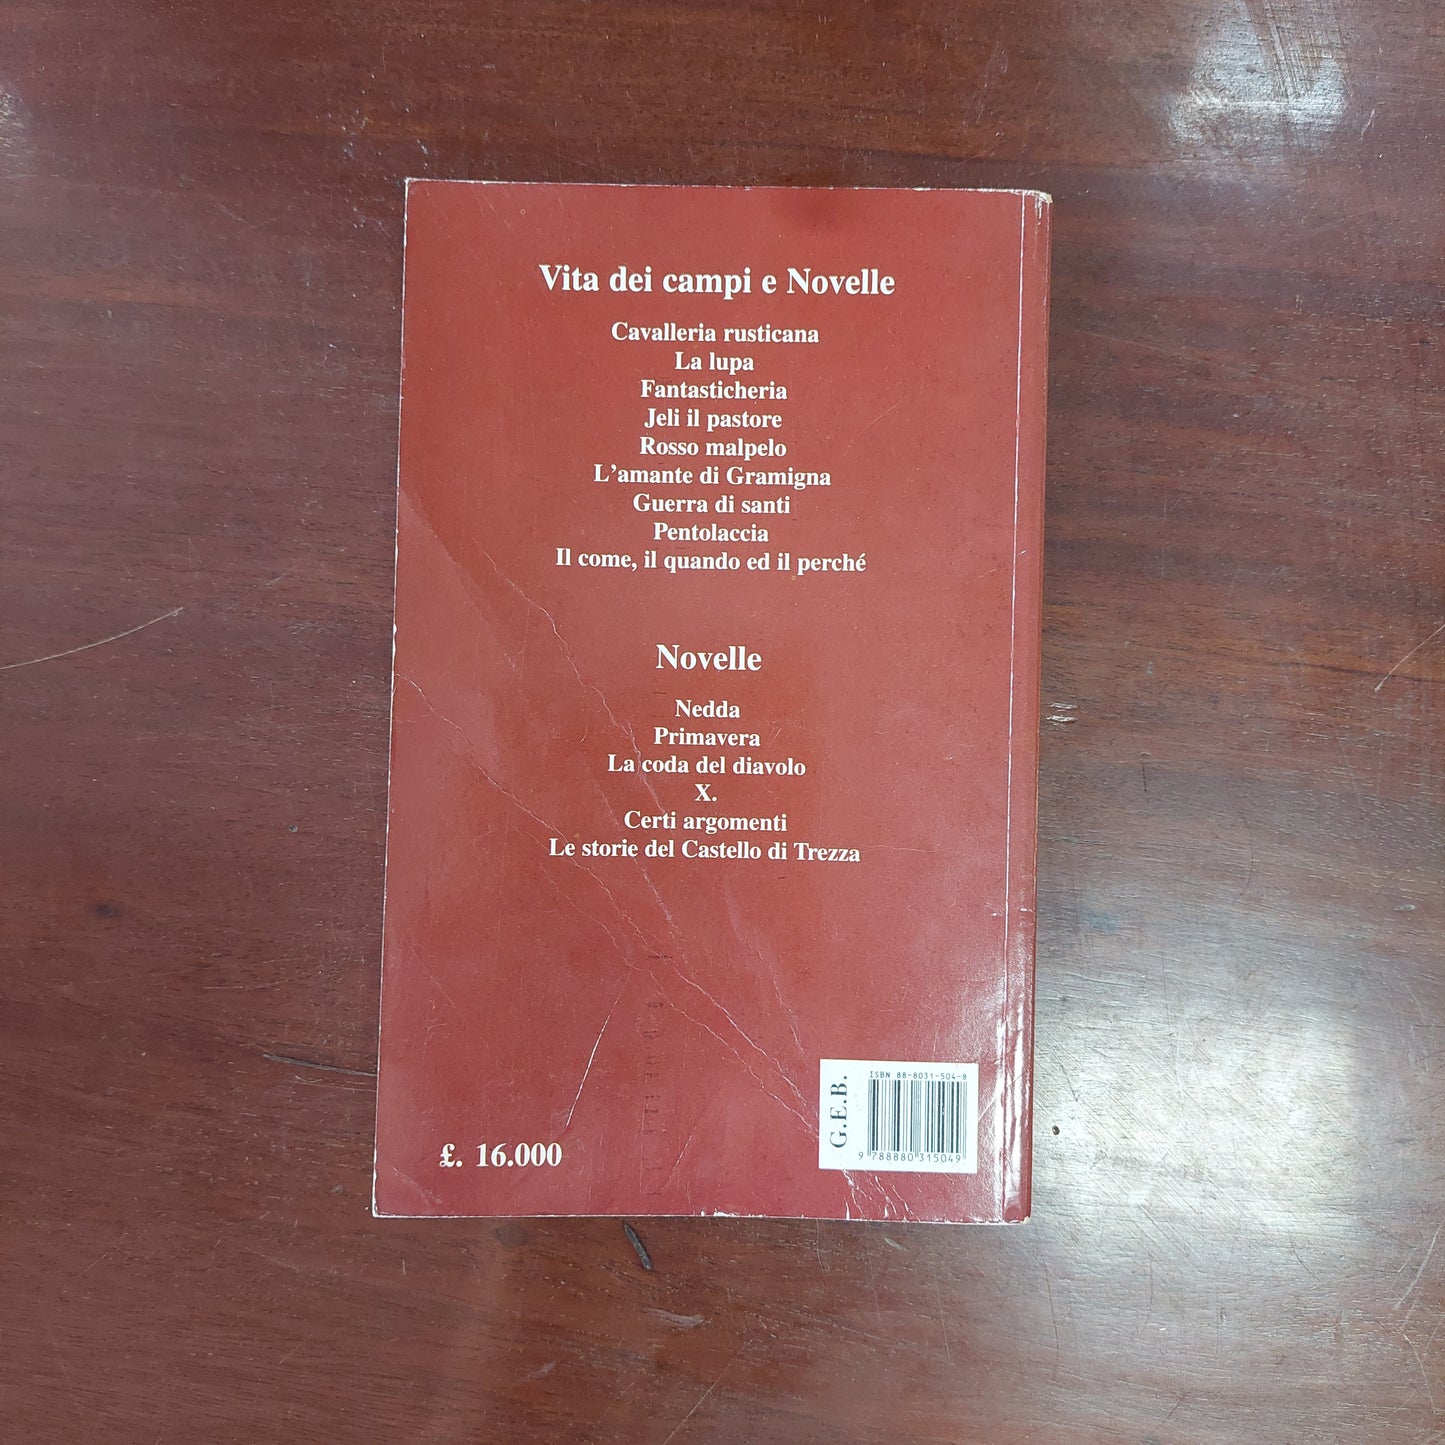 Vita dei campi e Novelle
Cavalleria rusticana
La lupa
Fantasticheria
Jeli il pastore
Rosso malpelo
L'amante di Gramigna
Guerra di santi
Pentolaccia
Il come, il quando ed il perché
Novelle
Nedda
Primavera
La coda del diavolo
X.
Certi argomenti
Le storie del Castello di Trezza
£. 16.000
G.E.B.
ISBN 88-8031-504-8
9 788880 315049